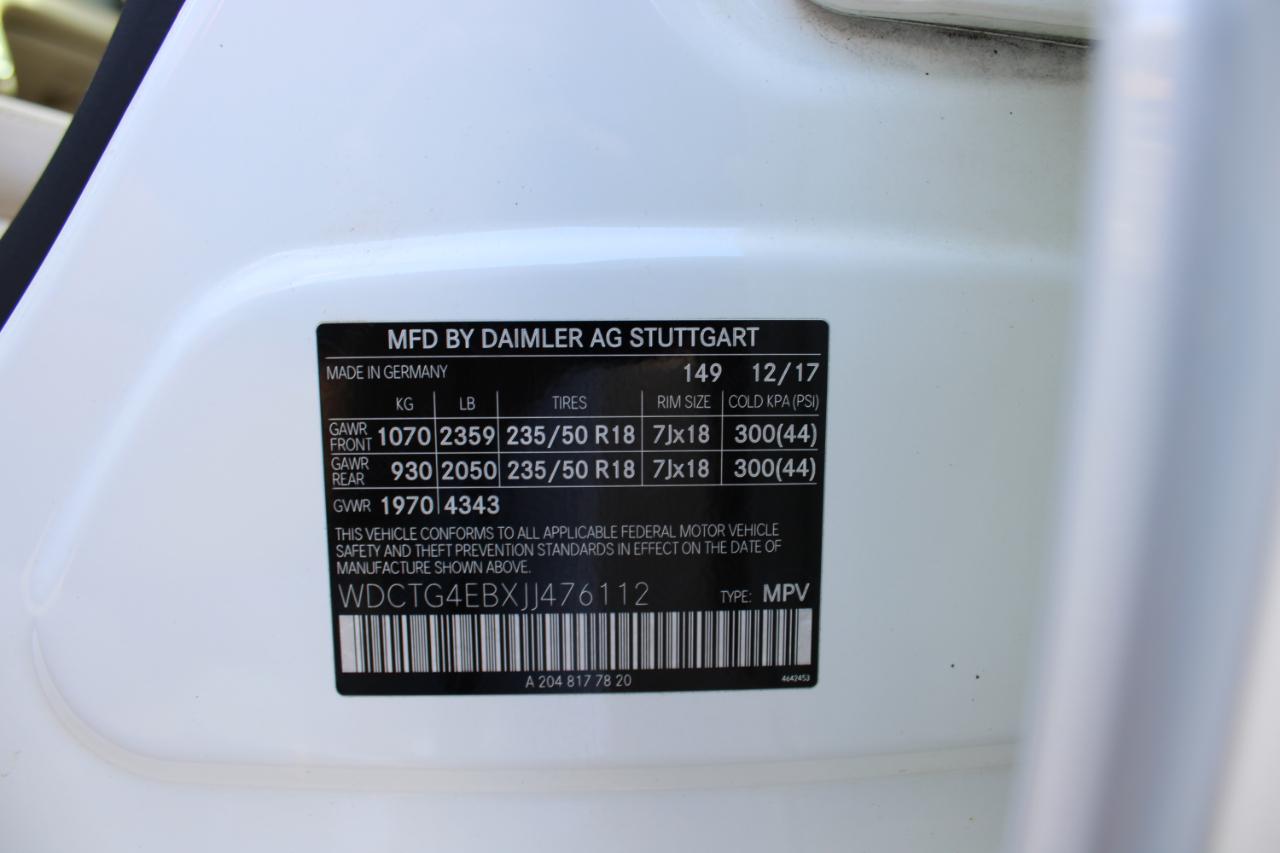 MFD BY DAIMLER AG STUTTGART
MADE IN GERMANY 149 12/17
KG LB TIRES RIM SIZE COLD KPA (PSI)
GAWR FRONT 1070 2359 235/50 R18 7Jx18 300(44)
GAWR REAR 930 2050 235/50 R18 7Jx18 300(44)
GVWR 1970 4343
THIS VEHICLE CONFORMS TO ALL APPLICABLE FEDERAL MOTOR VEHICLE
SAFETY AND THEFT PREVENTION STANDARDS IN EFFECT ON THE DATE OF
MANUFACTURE SHOWN ABOVE.
WDCTG4EBXJJ476112 TYPE: MPV
A 204 817 78 20 4642453